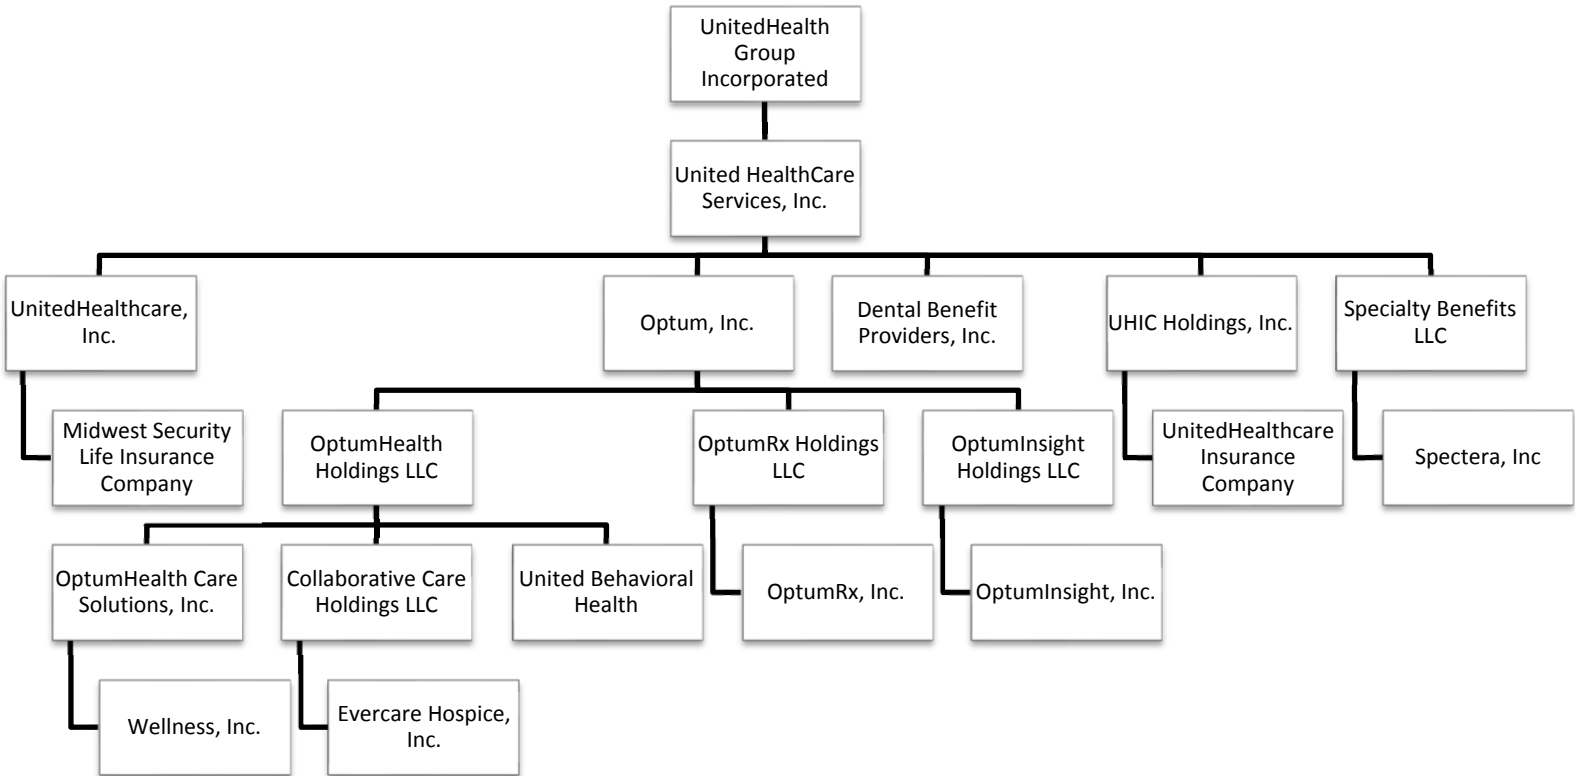 UnitedHealth
Group
Incorporated
United HealthCare
Services, Inc.
UnitedHealthcare,
Inc.
Optum, Inc.
Dental Benefit
Providers, Inc.
UHIC Holdings, Inc.
Specialty Benefits
LLC
Midwest Security
Life Insurance
Company
OptumHealth
Holdings LLC
OptumRx Holdings
LLC
OptumInsight
Holdings LLC
UnitedHealthcare
Insurance
Company
Spectera, Inc
OptumHealth Care
Solutions, Inc.
Collaborative Care
Holdings LLC
United Behavioral
Health
OptumRx, Inc.
OptumInsight, Inc.
Wellness, Inc.
Evercare Hospice,
Inc.